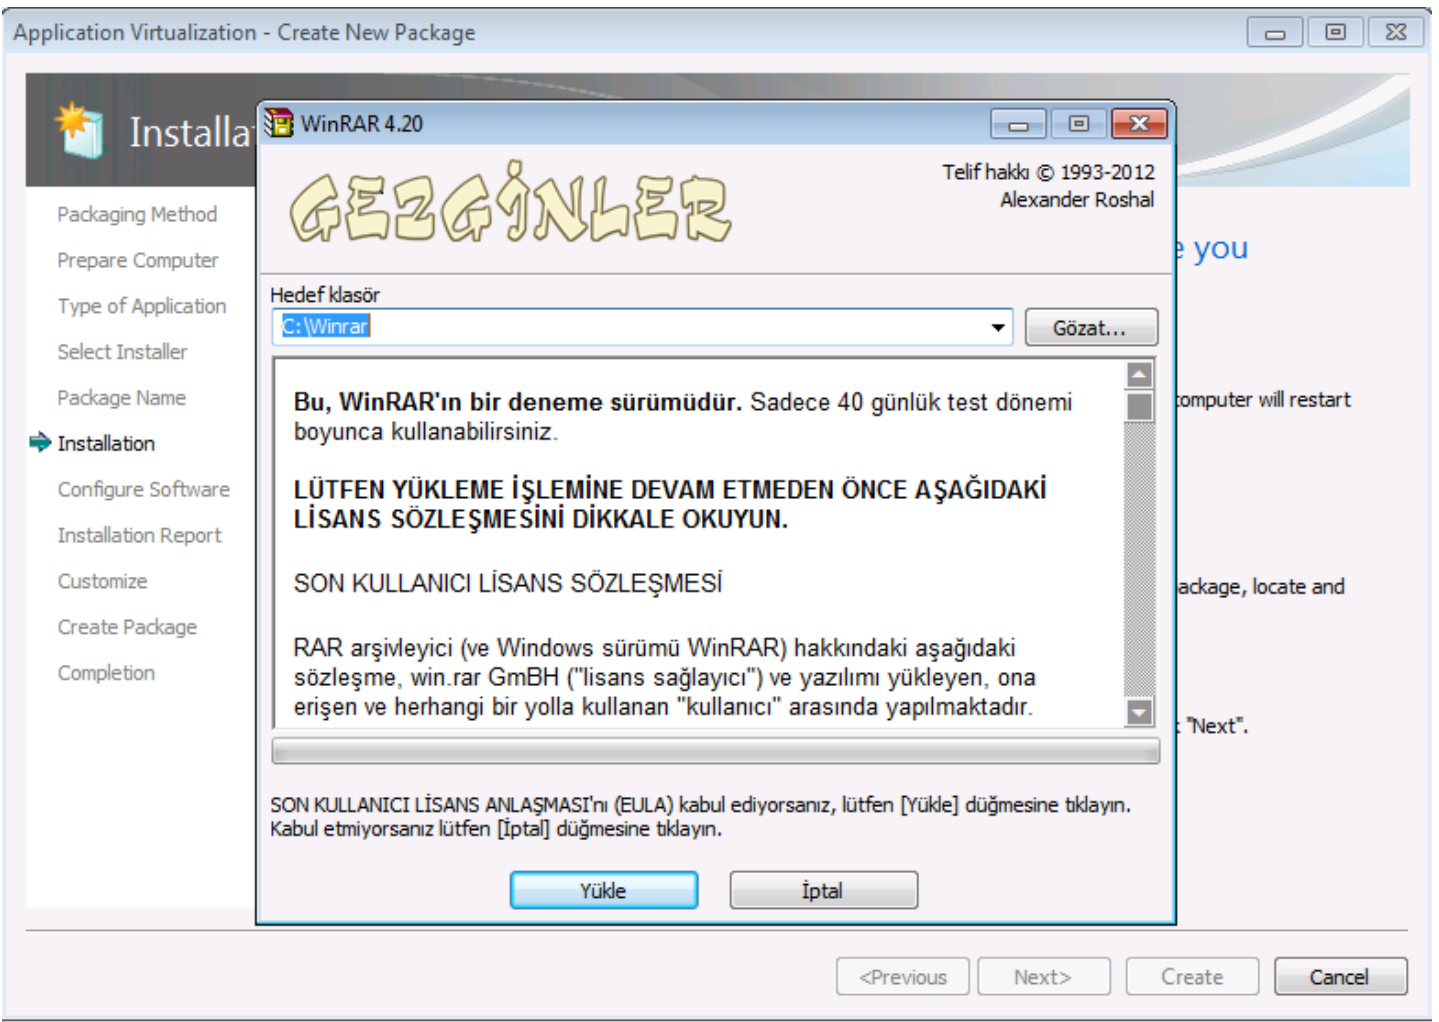 Application Virtualization - Create New Package
Installa
WinRAR 4.20
GEZGİNLER
Telif hakkı © 1993-2012
Alexander Roshal
Packaging Method
Prepare Computer
Type of Application
Select Installer
Package Name
Installation
Configure Software
Installation Report
Customize
Create Package
Completion
Hedef klasör
C:\Winrar
Gözat...
Bu, WinRAR'ın bir deneme sürümüdür. Sadece 40 günlük test dönemi
boyunca kullanabilirsiniz.
LÜTFEN YÜKLEME İŞLEMİNE DEVAM ETMEDEN ÖNCE AŞAĞIDAKİ
LİSANS SÖZLEŞMESİNİ DİKKALE OKUYUN.
SON KULLANICI LİSANS SÖZLEŞMESİ
RAR arşivleyici (ve Windows sürümü WinRAR) hakkındaki aşağıdaki
sözleşme, win.rar GmBH ("lisans sağlayıcı") ve yazılımı yükleyen, ona
erişen ve herhangi bir yolla kullanan "kullanıcı" arasında yapılmaktadır.
SON KULLANICI LİSANS ANLAŞMASI'nı (EULA) kabul ediyorsanız, lütfen [Yükle] düğmesine tıklayın.
Kabul etmiyorsanız lütfen [İptal] düğmesine tıklayın.
Yükle
İptal
e you
computer will restart
ackage, locate and
"Next".
<Previous
Next>
Create
Cancel